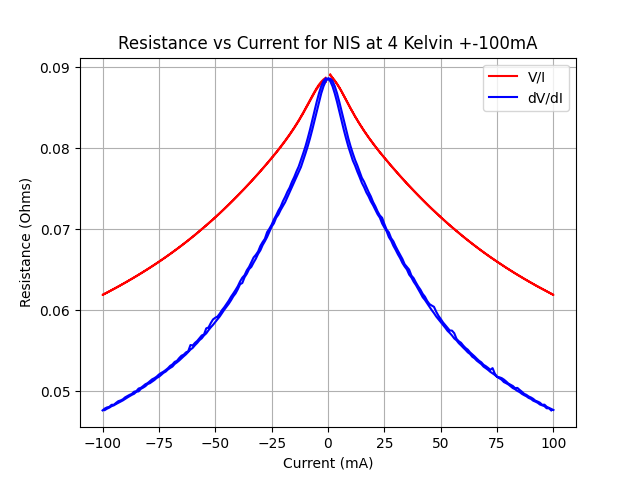 Resistance vs Current for NIS at 4 Kelvin +-100mA
V/I
dV/dI
Resistance (Ohms)
0.09
0.08
0.07
0.06
0.05
−100 −75 −50 −25 0 25 50 75 100
Current (mA)